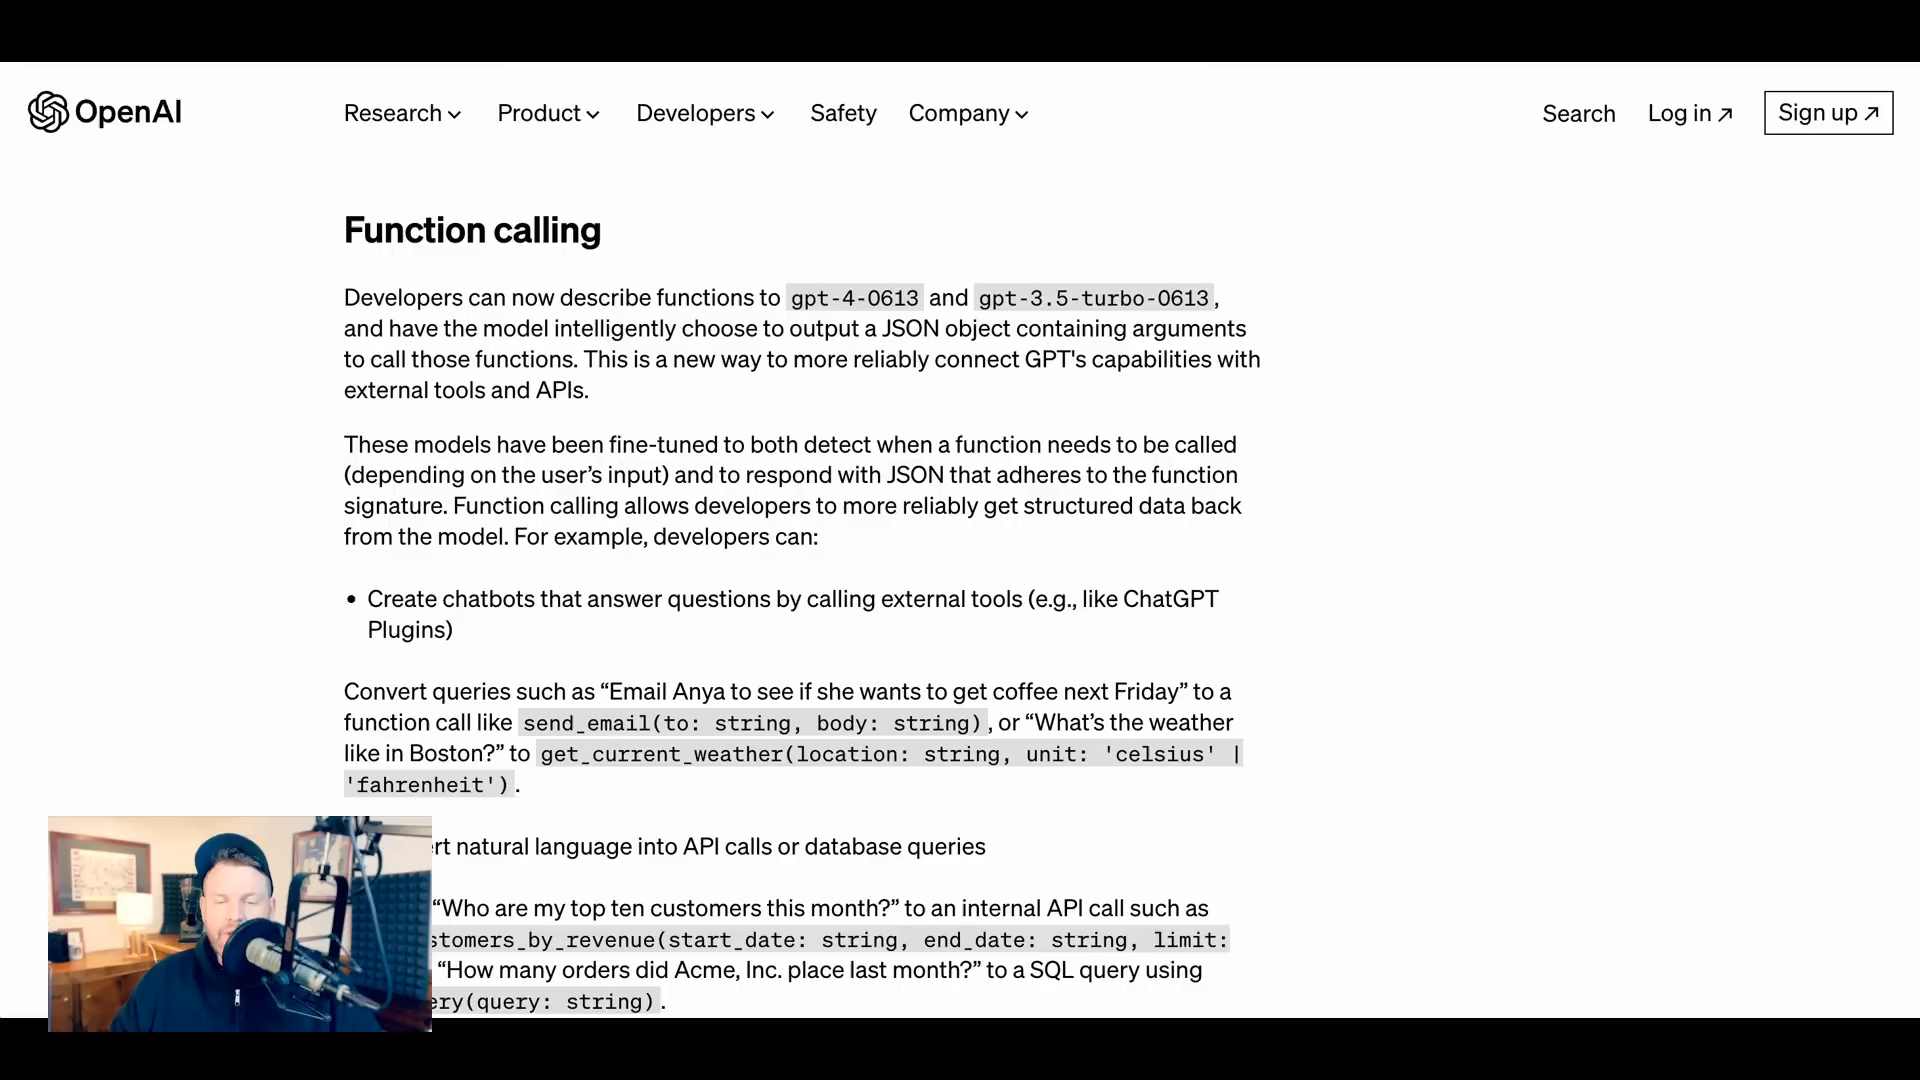 OpenAI
Research
Product
Developers
Safety
Company
Search
Log in ↗
Sign up ↗
Function calling
Developers can now describe functions to gpt-4-0613 and gpt-3.5-turbo-0613,
and have the model intelligently choose to output a JSON object containing arguments
to call those functions. This is a new way to more reliably connect GPT's capabilities with
external tools and APIs.
These models have been fine-tuned to both detect when a function needs to be called
(depending on the user’s input) and to respond with JSON that adheres to the function
signature. Function calling allows developers to more reliably get structured data back
from the model. For example, developers can:
• Create chatbots that answer questions by calling external tools (e.g., like ChatGPT
Plugins)
Convert queries such as “Email Anya to see if she wants to get coffee next Friday” to a
function call like send_email(to: string, body: string), or “What’s the weather
like in Boston?” to get_current_weather(location: string, unit: 'celsius' |
'fahrenheit').
rt natural language into API calls or database queries
“Who are my top ten customers this month?” to an internal API call such as
stomers_by_revenue(start_date: string, end_date: string, limit:
“How many orders did Acme, Inc. place last month?” to a SQL query using
ery(query: string).